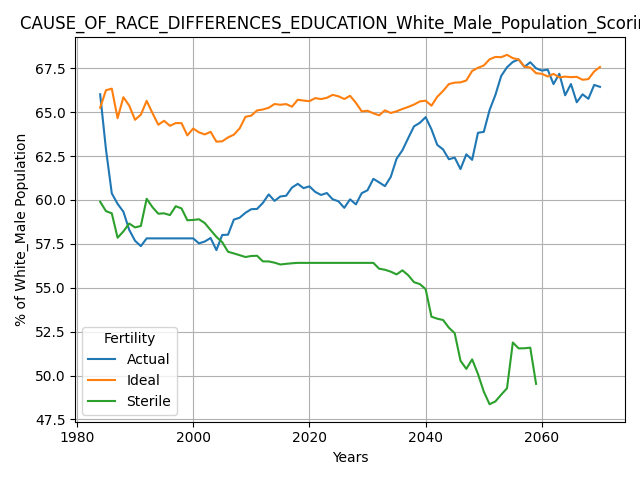 CAUSE_OF_RACE_DIFFERENCES_EDUCATION_White_Male_Population_Scori
% of White_Male Population
67.5
65.0
62.5
60.0
57.5
55.0
52.5
50.0
47.5
Fertility
Actual
Ideal
Sterile
1980
2000
2020
2040
2060
Years